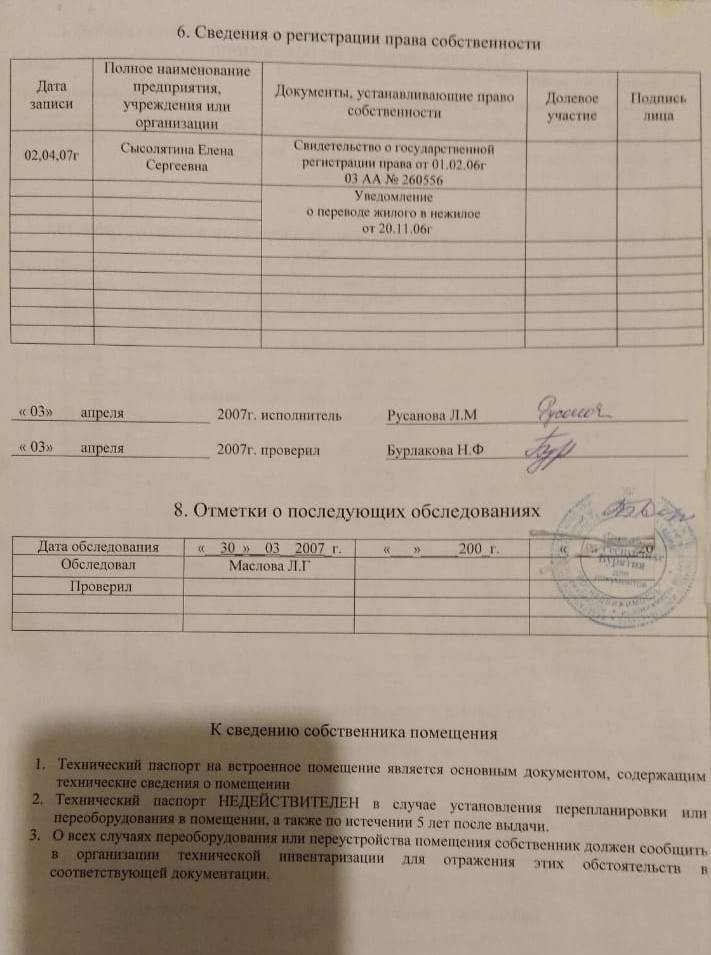 6. Сведения о регистрации права собственности
Дата записи
Полное наименование предприятия, учреждения или организации
Документы, устанавливающие право собственности
Долевое участие
Подпись лица
02,04,07г
Сысолятина Елена Сергеевна
Свидетельство о государственной
регистрации права от 01.02.06г
03 АА № 260556
Уведомление
о переводе жилого в нежилое
от 20.11.06г
« 03» апреля 2007г. исполнитель Русанова Л.М
« 03» апреля 2007г. проверил Бурлакова Н.Ф
8. Отметки о последующих обследованиях
Дата обследования « 30 » 03 2007 г. « » 200 г. « 20
Обследовал Маслова Л.Г
Проверил
Республике
Бурятия
для
документов
К сведению собственника помещения
1. Технический паспорт на встроенное помещение является основным документом, содержащим
технические сведения о помещении
2. Технический паспорт НЕДЕЙСТВИТЕЛЕН в случае установления перепланировки или
переоборудования в помещении, а также по истечении 5 лет после выдачи.
3. О всех случаях переоборудования или переустройства помещения собственник должен сообщить
в организации технической инвентаризации для отражения этих обстоятельств в
соответствующей документации.